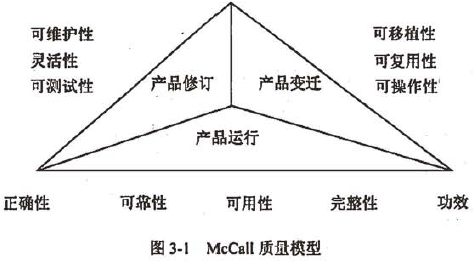 可维护性
灵活性
可测试性
可移植性
可复用性
可操作性
产品修订
产品变迁
产品运行
正确性 可靠性 可用性 完整性 功效
图 3-1 McCall 质量模型